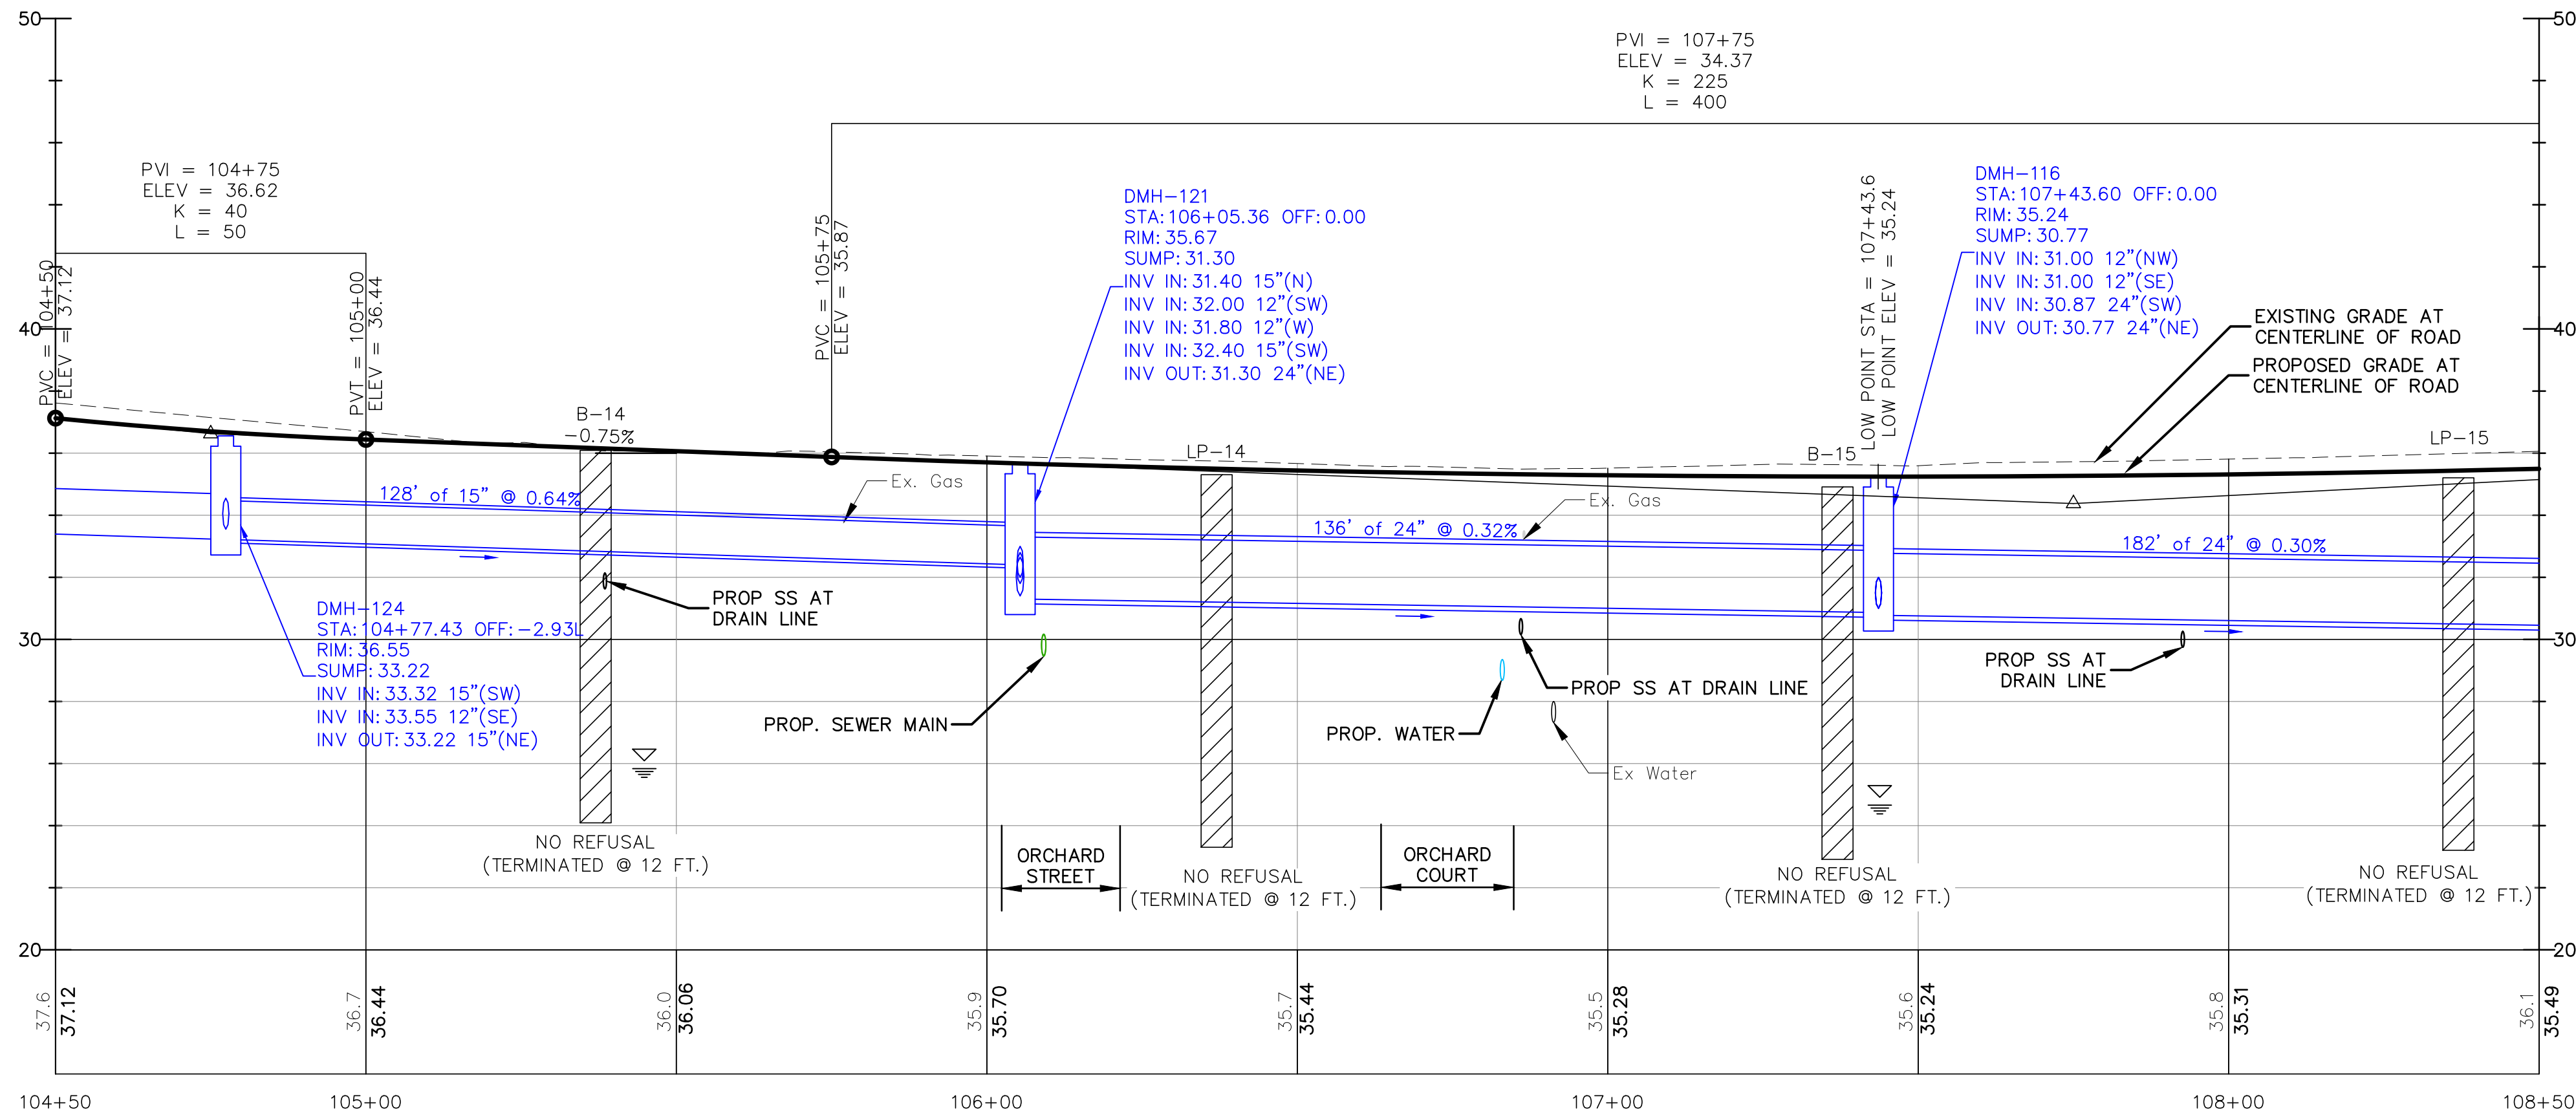 50
50
PVI = 107+75
ELEV = 34.37
K = 225
L = 400
PVI = 104+75
ELEV = 36.62
K = 40
L = 50
PVC = 104+50
ELEV = 37.12
PVT = 105+00
ELEV = 36.44
PVC = 105+75
ELEV = 35.87
DMH-121
STA:106+05.36 OFF:0.00
RIM:35.67
SUMP:31.30
INV IN:31.40 15"(N)
INV IN:32.00 12"(SW)
INV IN:31.80 12"(W)
INV IN:32.40 15"(SW)
INV OUT:31.30 24"(NE)
LOW POINT STA = 107+43.6
LOW POINT ELEV = 35.24
DMH-116
STA:107+43.60 OFF:0.00
RIM:35.24
SUMP:30.77
INV IN:31.00 12"(NW)
INV IN:31.00 12"(SE)
INV IN:30.87 24"(SW)
INV OUT:30.77 24"(NE)
EXISTING GRADE AT
CENTERLINE OF ROAD
PROPOSED GRADE AT
CENTERLINE OF ROAD
40
40
B-14
-0.75%
LP-14
B-15
LP-15
128' of 15" @ 0.64%
Ex. Gas
136' of 24" @ 0.32%
Ex. Gas
182' of 24" @ 0.30%
DMH-124
STA:104+77.43 OFF:-2.93L
RIM:36.55
SUMP:33.22
INV IN:33.32 15"(SW)
INV IN:33.55 12"(SE)
INV OUT:33.22 15"(NE)
PROP SS AT
DRAIN LINE
30
30
PROP. SEWER MAIN
PROP SS AT DRAIN LINE
PROP. WATER
Ex Water
PROP SS AT
DRAIN LINE
NO REFUSAL
(TERMINATED @ 12 FT.)
ORCHARD
STREET
NO REFUSAL
(TERMINATED @ 12 FT.)
ORCHARD
COURT
NO REFUSAL
(TERMINATED @ 12 FT.)
NO REFUSAL
(TERMINATED @ 12 FT.)
20
20
37.6
37.12
36.7
36.44
36.0
36.06
35.9
35.70
35.7
35.44
35.5
35.28
35.6
35.24
35.8
35.31
36.1
35.49
104+50
105+00
106+00
107+00
108+00
108+50